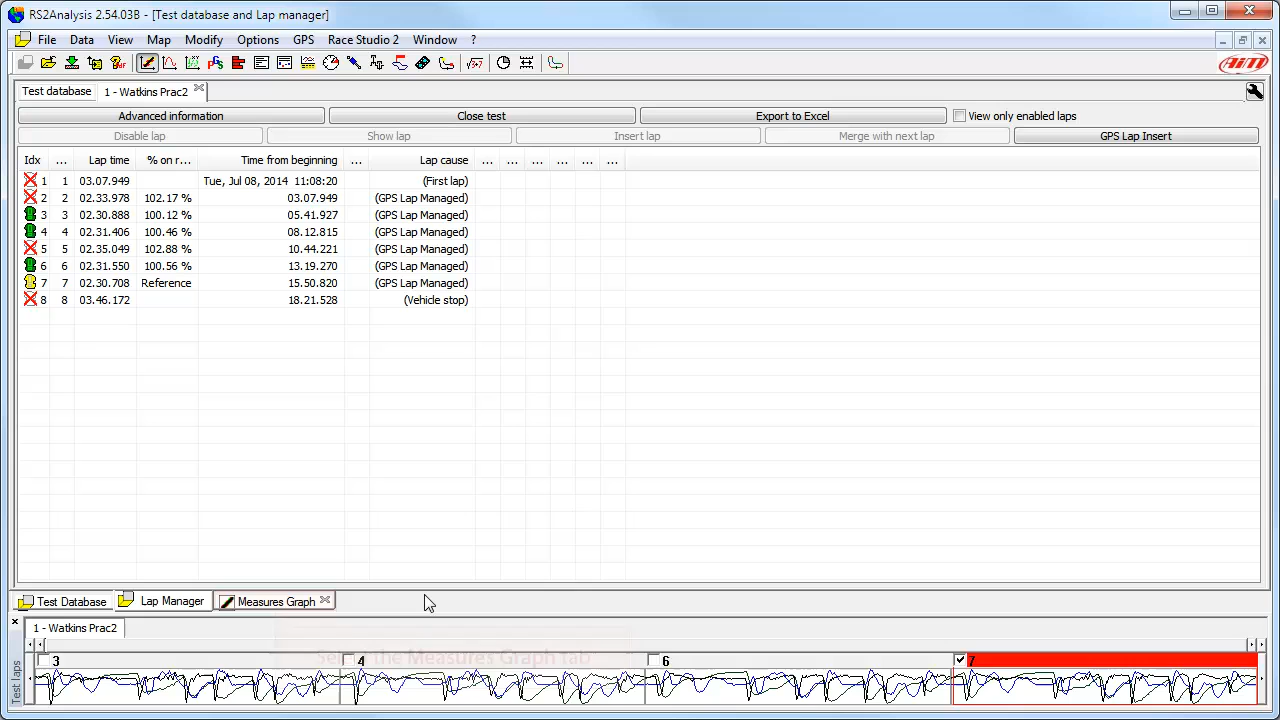 RS2Analysis 2.54.03B - [Test database and Lap manager]
File Data View Map Modify Options GPS Race Studio 2 Window ?
AiM
Test database 1 - Watkins Prac2
Advanced information Close test Export to Excel View only enabled laps
Disable lap Show lap Insert lap Merge with next lap GPS Lap Insert
Idx ... Lap time % on r... Time from beginning ... Lap cause ... ... ... ... ... ...
1 1 03.07.949 Tue, Jul 08, 2014 11:08:20 (First lap)
2 2 02.33.978 102.17 % 03.07.949 (GPS Lap Managed)
3 3 02.30.888 100.12 % 05.41.927 (GPS Lap Managed)
4 4 02.31.406 100.46 % 08.12.815 (GPS Lap Managed)
5 5 02.35.049 102.88 % 10.44.221 (GPS Lap Managed)
6 6 02.31.550 100.56 % 13.19.270 (GPS Lap Managed)
7 7 02.30.708 Reference 15.50.820 (GPS Lap Managed)
8 8 03.46.172 18.21.528 (Vehicle stop)
Test Database Lap Manager Measures Graph
1 - Watkins Prac2
Select the Measures Graph tab
3 4 6 7
Test laps